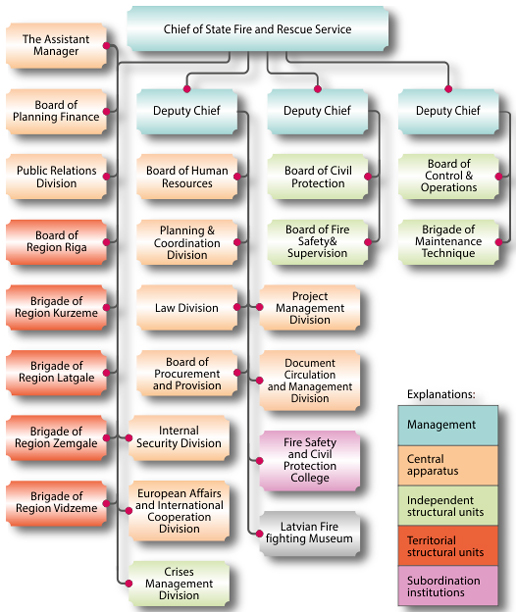 Chief of State Fire and Rescue Service
The Assistant
Manager
Board of
Planning Finance
Public Relations
Division
Board of
Region Riga
Brigade of
Region Kurzeme
Brigade of
Region Latgale
Brigade of
Region Zemgale
Brigade of
Region Vidzeme
Internal
Security Division
European Affairs
and International
Cooperation
Division
Crises
Management
Division
Deputy Chief
Board of Human
Resources
Planning &
Coordination
Division
Law Division
Board of
Procurement
and Provision
Project
Management
Division
Document
Circulation
and Management
Division
Fire Safety
and Civil
Protection
College
Latvian Fire
fighting Museum
Deputy Chief
Board of Civil
Protection
Board of Fire
Safety&
Supervision
Deputy Chief
Board of
Control &
Operations
Brigade of
Maintenance
Technique
Explanations:
Management
Central
apparatus
Independent
structural units
Territorial
structural units
Subordination
institutions